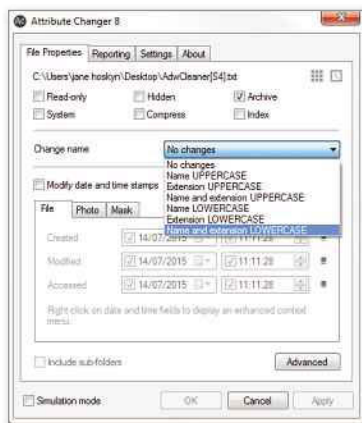 Attribute Changer 8
File Properties Reporting Settings About
C:\Users\jane hoskyn\Desktop\AdwCleaner[S4].txt
Read-only Hidden Archive
System Compress Index
Change name No changes
No changes
Name UPPERCASE
Extension UPPERCASE
Name and extension UPPERCASE
Name LOWERCASE
Extension LOWERCASE
Name and extension LOWERCASE
Modify date and time stamps
File Photo Mask
Created 14/07/2015 11:11:28
Modified 14/07/2015 11:11:28
Accessed 14/07/2015 11:11:28
Right click on date and time fields to display an enhanced context
menu.
Include sub-folders Advanced
Simulation mode OK Cancel Apply